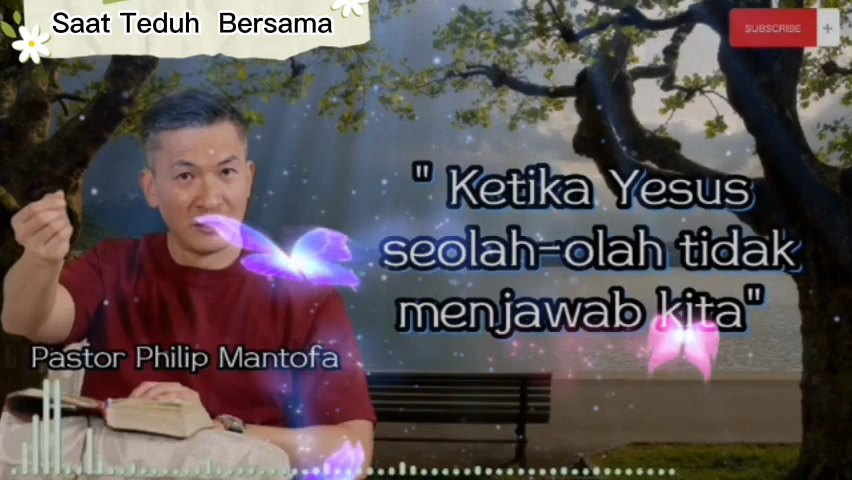 Saat Teduh Bersama
SUBSCRIBE +
" Ketika Yesus
seolah-olah tidak
menjawab kita"
Pastor Philip Mantofa